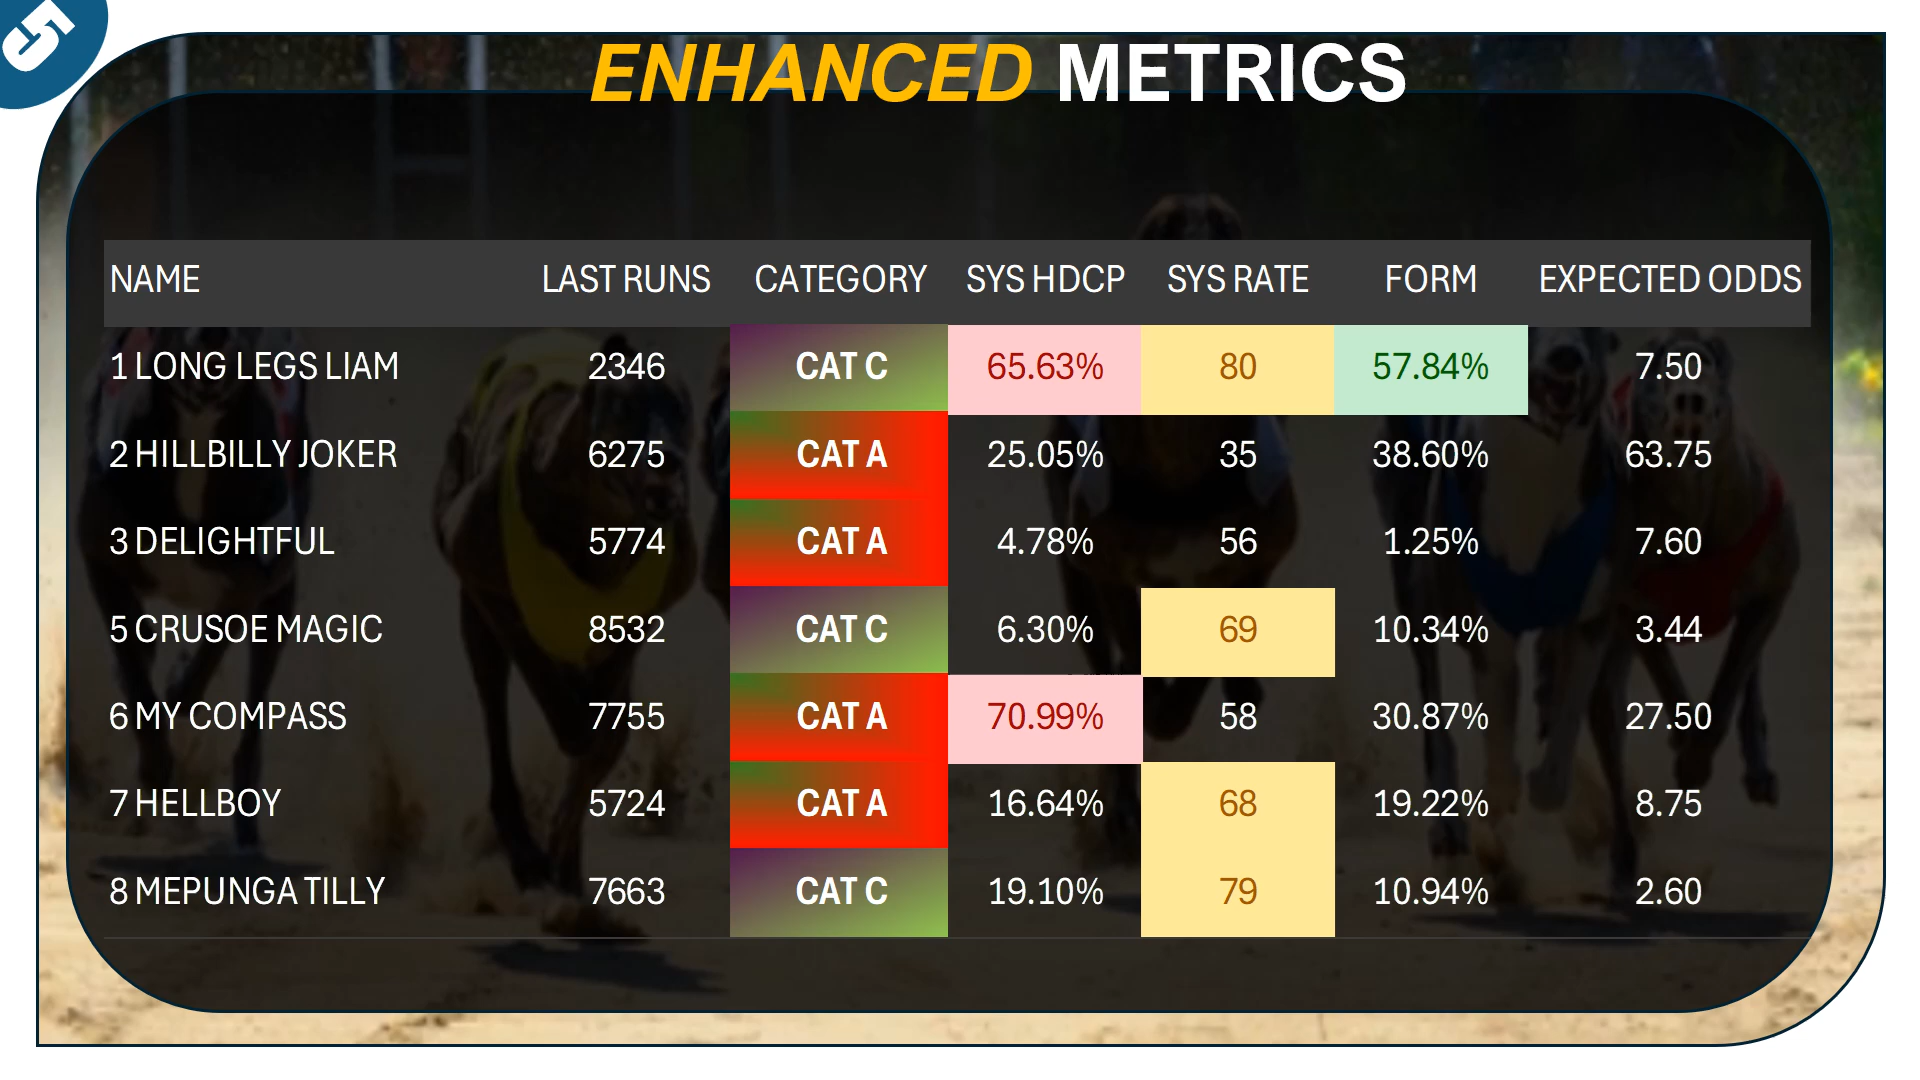 5
ENHANCED METRICS
NAME LAST RUNS CATEGORY SYS HDCP SYS RATE FORM EXPECTED ODDS
1 LONG LEGS LIAM 2346 CAT C 65.63% 80 57.84% 7.50
2 HILLBILLY JOKER 6275 CAT A 25.05% 35 38.60% 63.75
3 DELIGHTFUL 5774 CAT A 4.78% 56 1.25% 7.60
5 CRUSOE MAGIC 8532 CAT C 6.30% 69 10.34% 3.44
6 MY COMPASS 7755 CAT A 70.99% 58 30.87% 27.50
7 HELLBOY 5724 CAT A 16.64% 68 19.22% 8.75
8 MEPUNGA TILLY 7663 CAT C 19.10% 79 10.94% 2.60